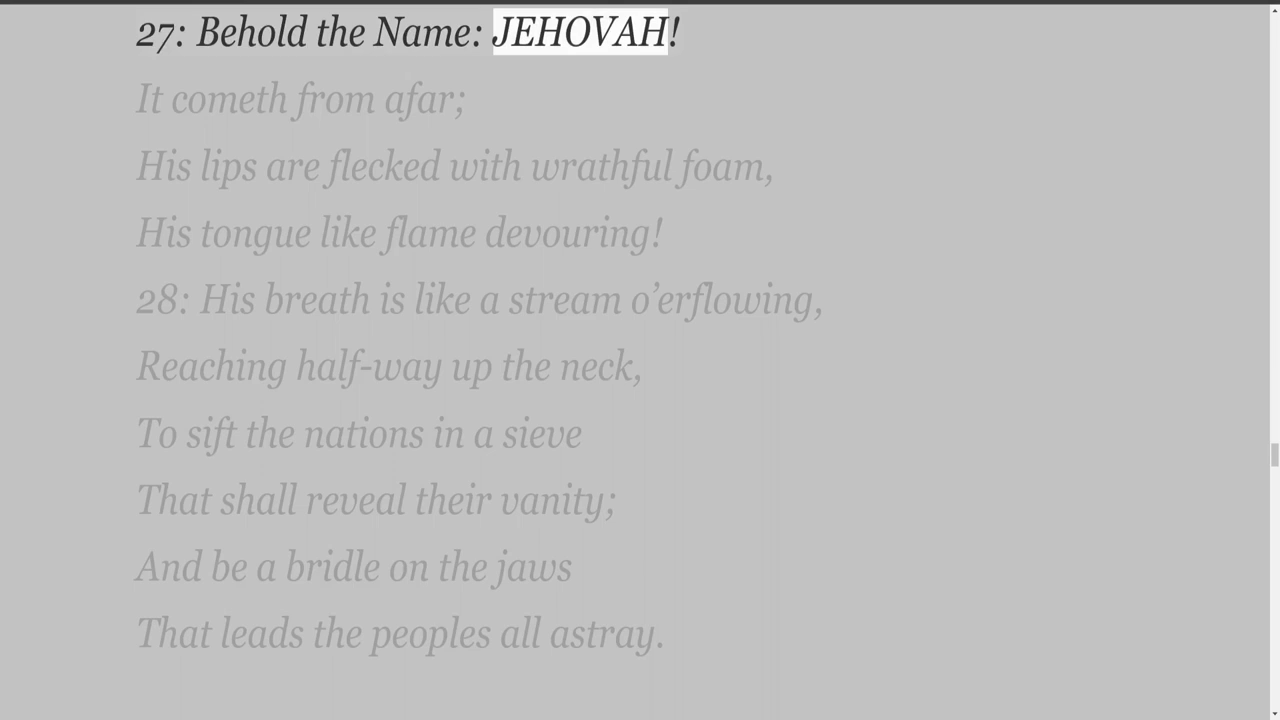 27: Behold the Name: JEHOVAH!
It cometh from afar;
His lips are flecked with wrathful foam,
His tongue like flame devouring!
28: His breath is like a stream o’erflowing,
Reaching half-way up the neck,
To sift the nations in a sieve
That shall reveal their vanity;
And be a bridle on the jaws
That leads the peoples all astray.